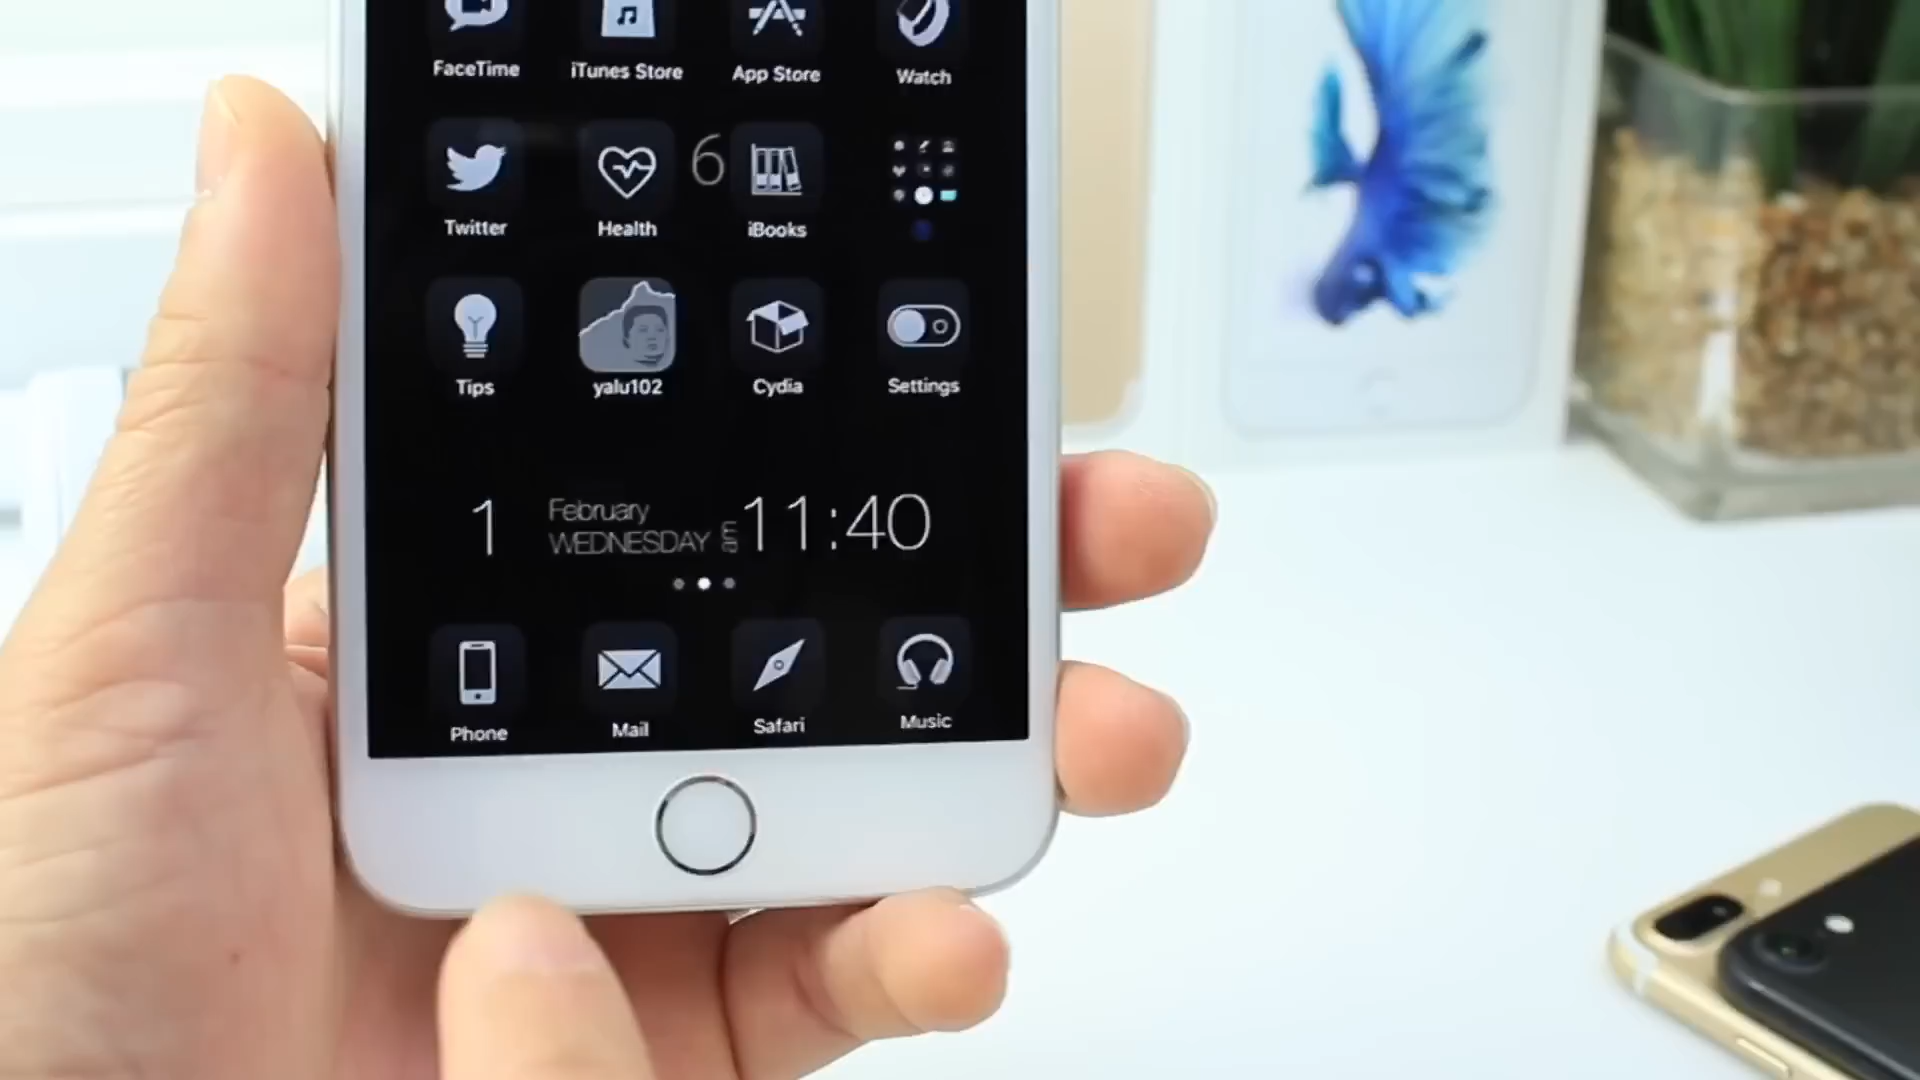 FaceTime
iTunes Store
App Store
Watch
6
Twitter
Health
iBooks
Tips
yalu102
Cydia
Settings
1
February
WEDNESDAY
am
11:40
Phone
Mail
Safari
Music